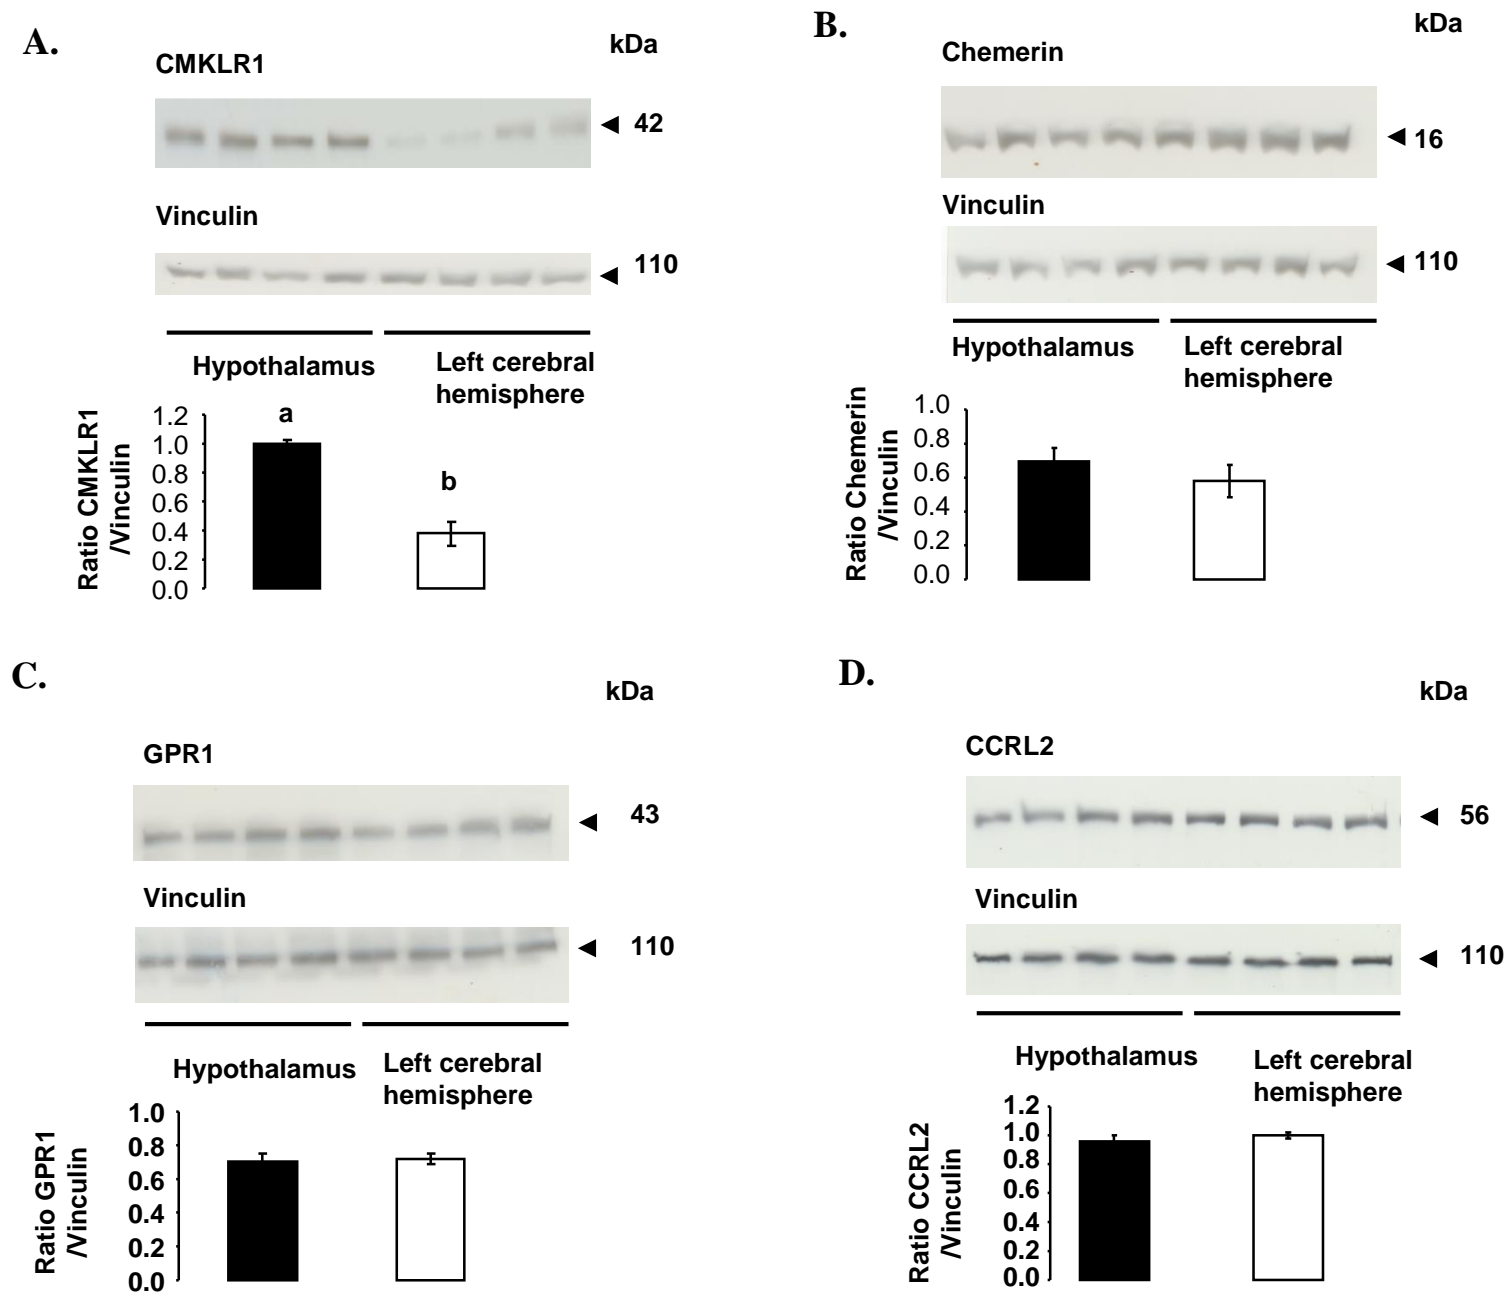 A.
kDa
CMKLR1
42
Vinculin
110
Hypothalamus
Left cerebral
hemisphere
Ratio CMKLR1
/Vinculin
1.2
1.0
0.8
0.6
0.4
0.2
0.0
a
b
B.
kDa
Chemerin
16
Vinculin
110
Hypothalamus
Left cerebral
hemisphere
Ratio Chemerin
/Vinculin
1.0
0.8
0.6
0.4
0.2
0.0
C.
kDa
GPR1
43
Vinculin
110
Hypothalamus
Left cerebral
hemisphere
Ratio GPR1
/Vinculin
1.0
0.8
0.6
0.4
0.2
0.0
D.
kDa
CCRL2
56
Vinculin
110
Hypothalamus
Left cerebral
hemisphere
Ratio CCRL2
/Vinculin
1.2
1.0
0.8
0.6
0.4
0.2
0.0